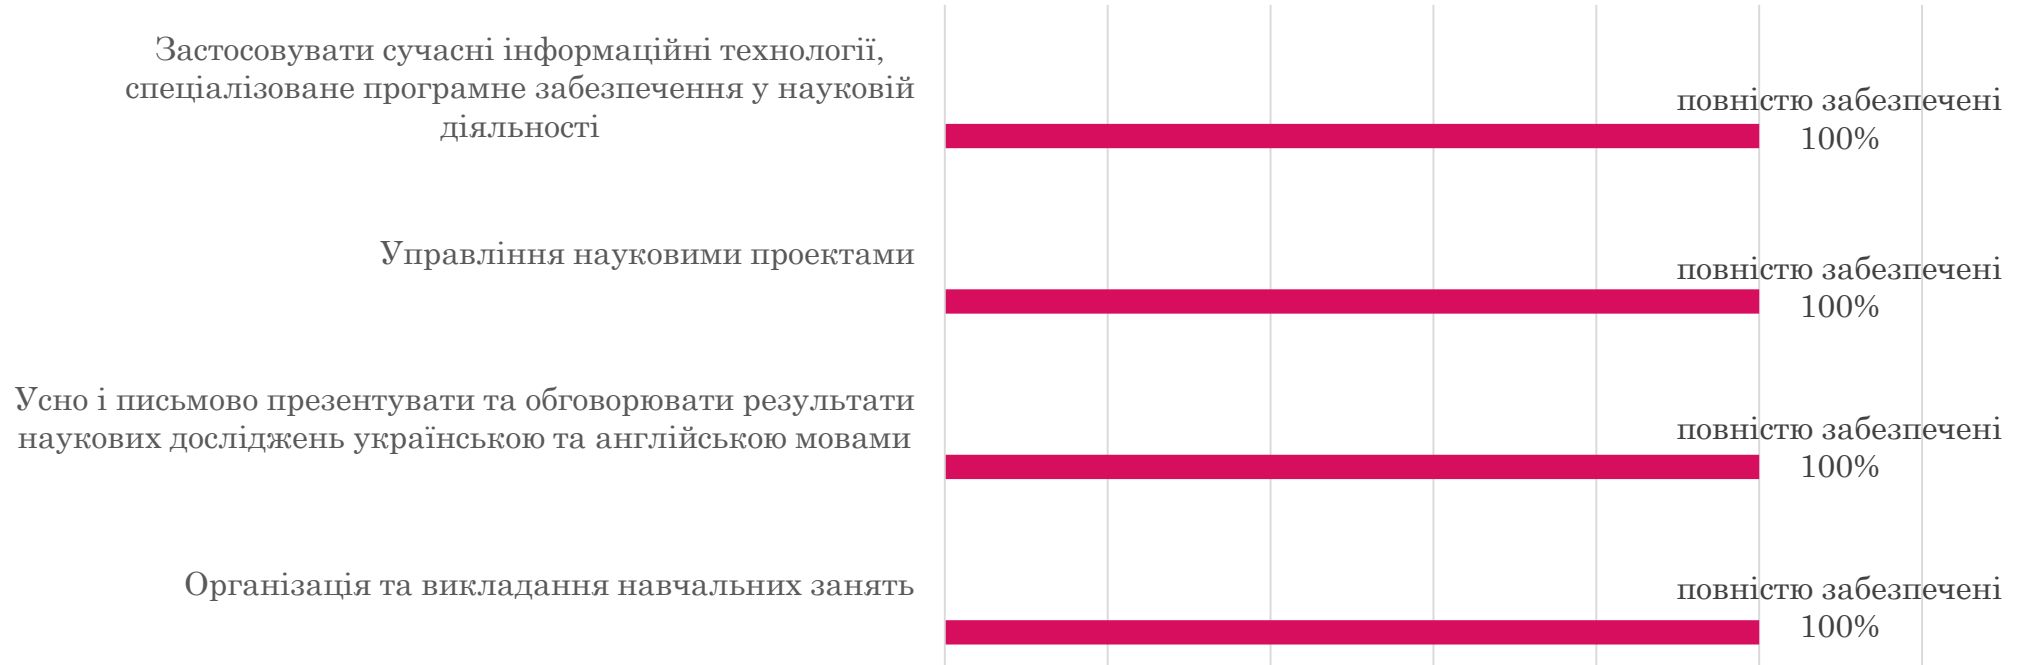 Застосовувати сучасні інформаційні технології,
спеціалізоване програмне забезпечення у науковій
діяльності
повністю забезпечені
100%
Управління науковими проектами
повністю забезпечені
100%
Усно і письмово презентувати та обговорювати результати
наукових досліджень українською та англійською мовами
повністю забезпечені
100%
Організація та викладання навчальних занять
повністю забезпечені
100%